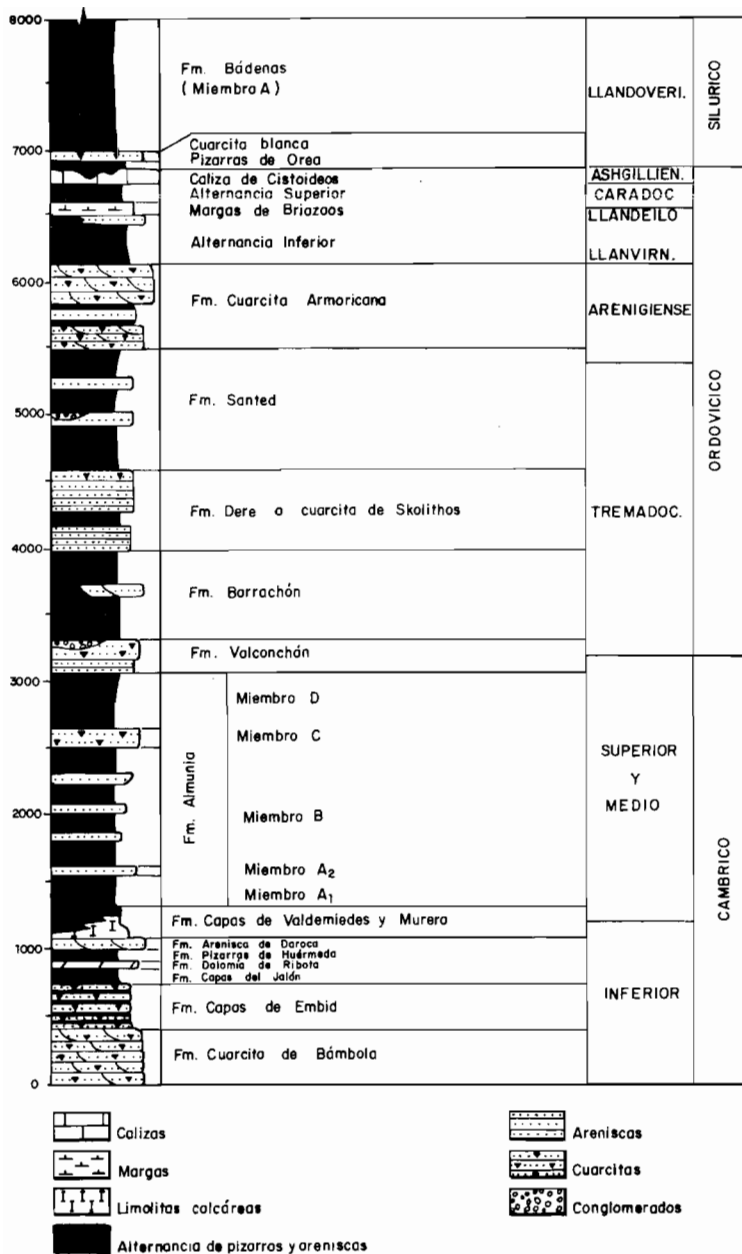 8000
Fm. Bádenas
(Miembro A)
LLANDOVERI.
SILURICO
7000
Cuarcita blanca
Pizarras de Orea
Caliza de Cistoideos
ASHGILLIEN.
Alternancia Superior
CARADOC
Margas de Briazaos
LLANDEILO
Alternancia Inferior
LLANVIRN.
6000
Fm. Cuarcita Armoricana
ARENIGIENSE
Fm. Santed
5000
ORDOVICICO
Fm. Dere a cuarcita de Skolithos
TREMADOC.
4000
Fm. Borrachón
Fm. Valconchán
3000
Fm. Almunia
Miembro D
Miembro C
SUPERIOR
Y
MEDIO
2000
Miembro B
Miembro A2
Miembro A1
CAMBRICO
Fm. Capas de Valdemiedes y Murera
1000
Fm. Arenisca de Daroca
Fm. Pizarras de Huérmeda
Fm. Dolomía de Ribota
Fm. Capas del Jalón
INFERIOR
Fm. Capas de Embid
Fm. Cuarcita de Bámbola
0
Calizas
Areniscas
Margas
Cuarcitas
Limolitas calcáreas
Conglomerados
Alternancia de pizarros y areniscas